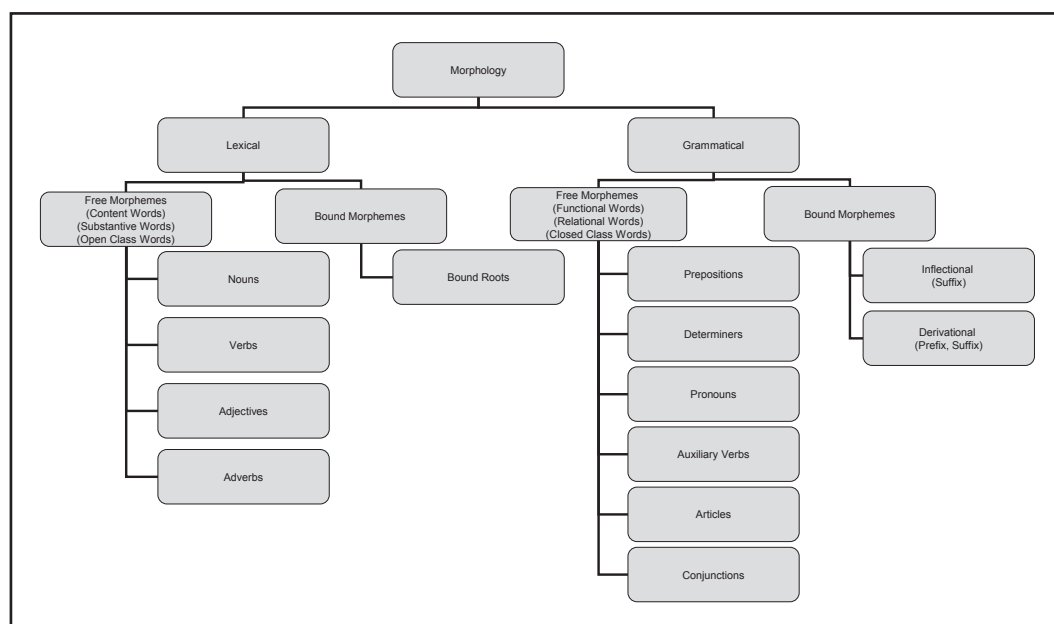 Morphology
Lexical
Grammatical
Free Morphemes
(Content Words)
(Substantive Words)
(Open Class Words)
Bound Morphemes
Nouns
Verbs
Adjectives
Adverbs
Bound Roots
Free Morphemes
(Functional Words)
(Relational Words)
(Closed Class Words)
Bound Morphemes
Prepositions
Determiners
Pronouns
Auxiliary Verbs
Articles
Conjunctions
Inflectional
(Suffix)
Derivational
(Prefix, Suffix)